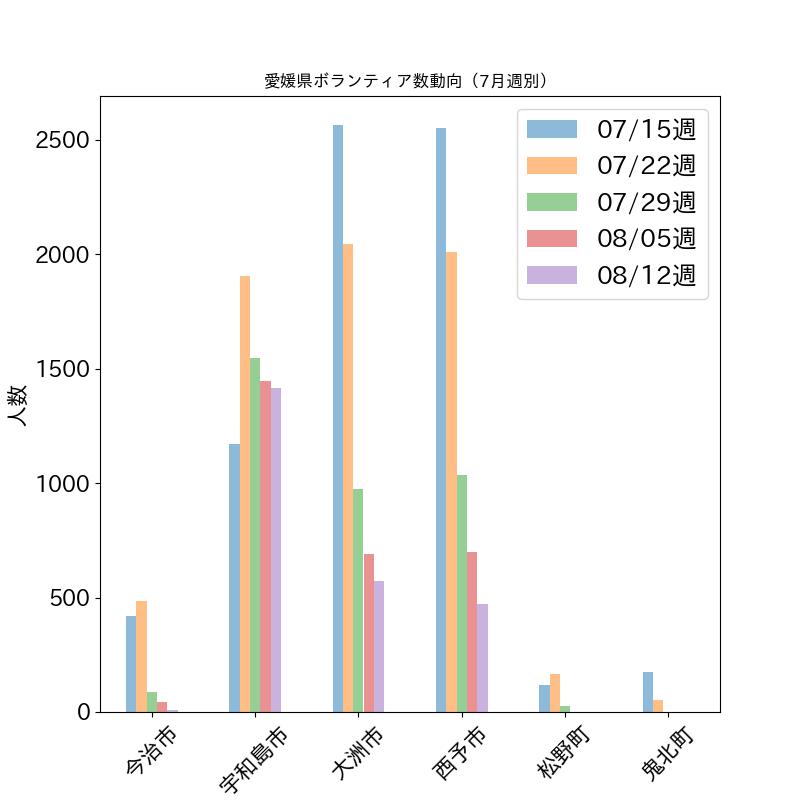 愛媛県ボランティア数動向（7月週別）
07/15週
07/22週
07/29週
08/05週
08/12週
人数
2500
2000
1500
1000
500
0
今治市
宇和島市
大洲市
西予市
松野町
鬼北町